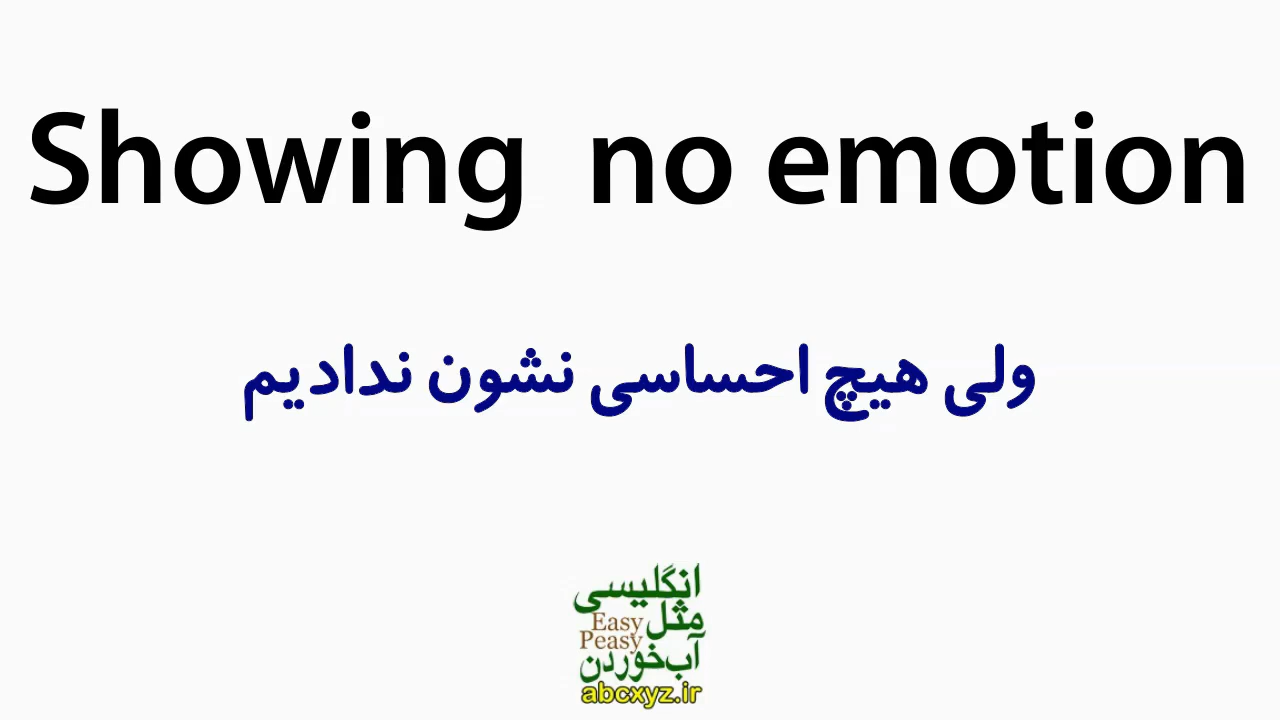 Showing no emotion
ولی هیچ احساسی نشون ندادیم
انگلیسی
مثل Easy
Peasy
آب‌خوردن
abcxyz.ir